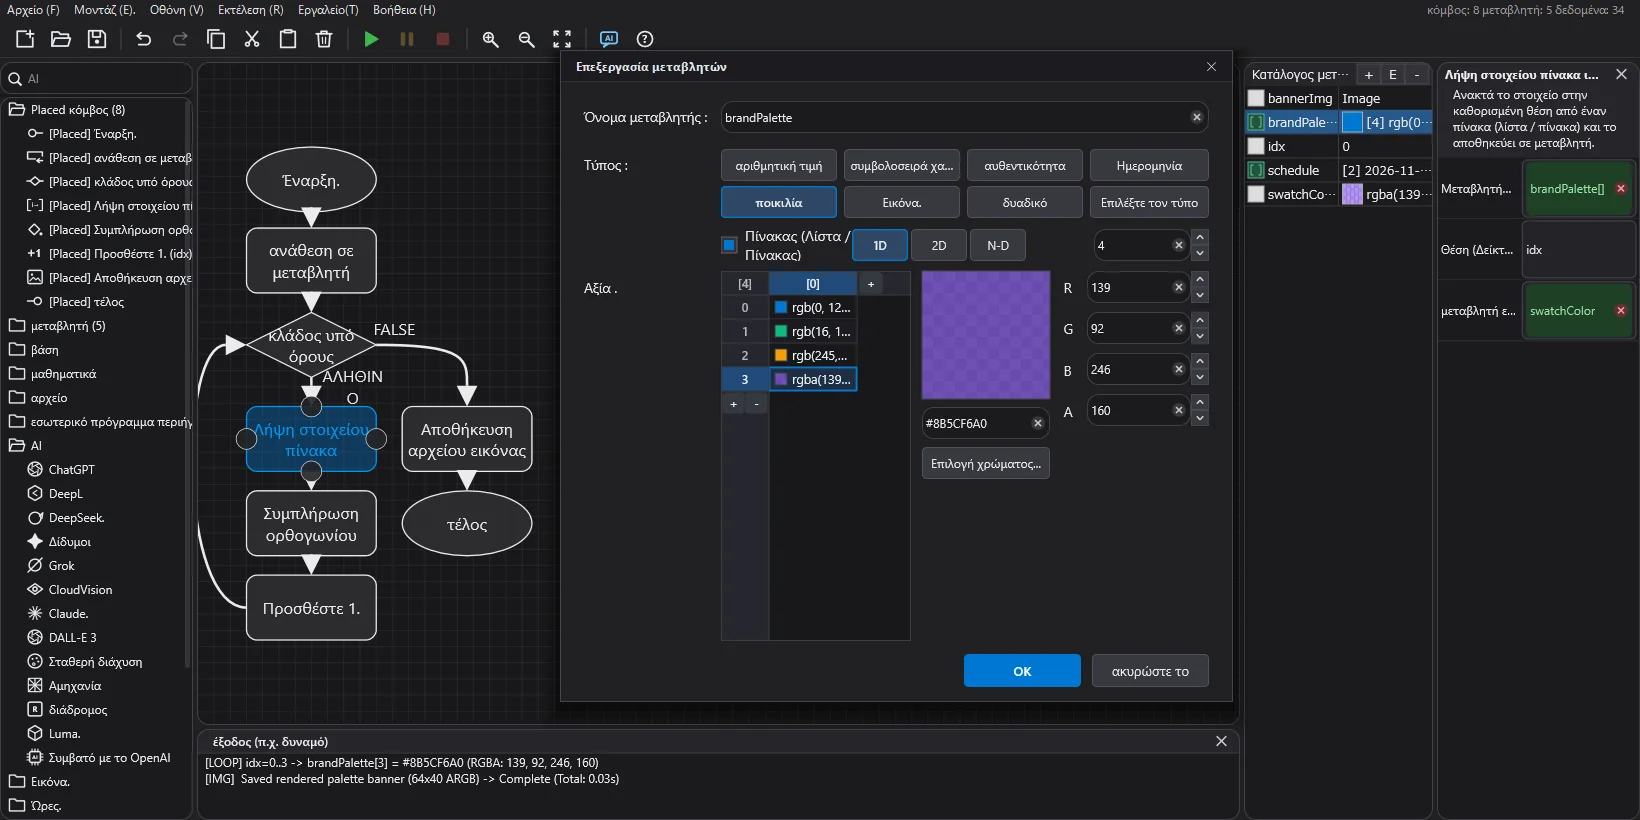 Αρχείο (F)
Μοντάζ (E).
Οθόνη (V)
Εκτέλεση (R)
Εργαλείο(T)
Βοήθεια (H)
κόμβος: 8 μεταβλητή: 5 δεδομένα: 34
AI
Placed κόμβος (8)
[Placed] Έναρξη.
[Placed] ανάθεση σε μεταβ
[Placed] κλάδος υπό όρους
[Placed] Λήψη στοιχείου πί
[Placed] Συμπλήρωση ορθο
+1 [Placed] Προσθέστε 1. (idx)
[Placed] Αποθήκευση αρχε
[Placed] τέλος
μεταβλητή (5)
βάση
μαθηματικά
αρχείο
εσωτερικό πρόγραμμα περιήγ
AI
ChatGPT
DeepL
DeepSeek.
Δίδυμοι
Grok
CloudVision
Claude.
DALL-E 3
Σταθερή διάχυση
Αμηχανία
διάδρομος
Luma.
Συμβατό με το OpenAI
Εικόνα.
Ώρες.
Έναρξη.
ανάθεση σε
μεταβλητή
κλάδος υπό
όρους
FALSE
ΑΛΗΘΙΝ
Ο
Λήψη στοιχείου
πίνακα
Αποθήκευση
αρχείου εικόνας
Συμπλήρωση
ορθογωνίου
τέλος
Προσθέστε 1.
Επεξεργασία μεταβλητών
Όνομα μεταβλητής :
brandPalette
Τύπος :
αριθμητική τιμή
συμβολοσειρά χα...
αυθεντικότητα
Ημερομηνία
ποικιλία
Εικόνα.
δυαδικό
Επιλέξτε τον τύπο
Πίνακας (Λίστα /
Πίνακας)
1D
2D
N-D
4
Αξία .
[4]
[0]
+
0 rgb(0, 12...
1 rgb(16, 1...
2 rgb(245,...
3 rgba(139...
+ -
#8B5CF6A0
Επιλογή χρώματος...
R 139
G 92
B 246
A 160
OK
ακυρώστε το
Κατάλογος μετ...
+ E -
bannerImg Image
brandPale... [4] rgb(0...
idx 0
schedule [2] 2026-11-...
swatchCo... rgba(139...
Λήψη στοιχείου πίνακα ι...
Ανακτά το στοιχείο στην
καθορισμένη θέση από έναν
πίνακα (λίστα / πίνακα) και το
αποθηκεύει σε μεταβλητή.
Μεταβλητή... brandPalette[]
Θέση (Δείκτ... idx
μεταβλητή ε... swatchColor
έξοδος (π.χ. δυναμό)
[LOOP] idx=0..3 -> brandPalette[3] = #8B5CF6A0 (RGBA: 139, 92, 246, 160)
[IMG] Saved rendered palette banner (64x40 ARGB) -> Complete (Total: 0.03s)